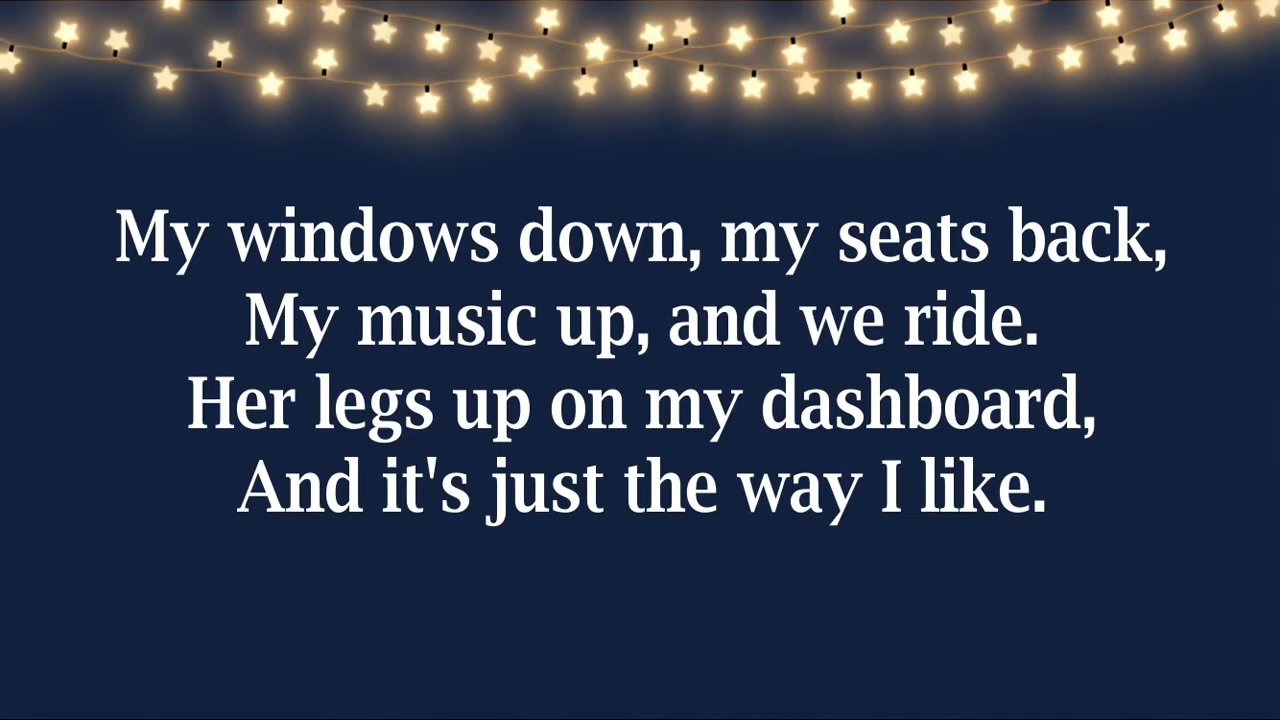 My windows down, my seats back,
My music up, and we ride.
Her legs up on my dashboard,
And it's just the way I like.